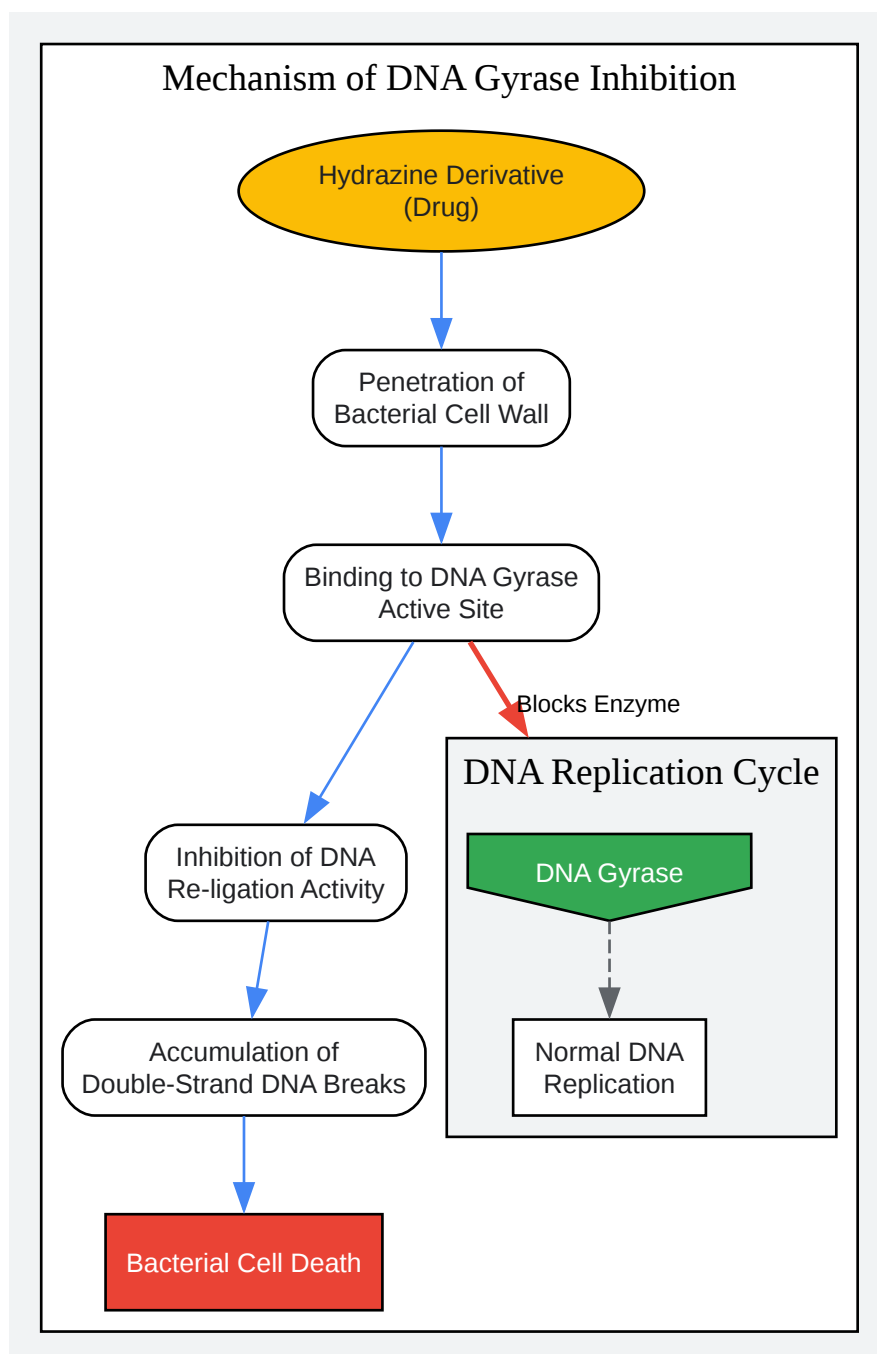 Mechanism of DNA Gyrase Inhibition
Hydrazine Derivative
(Drug)
Penetration of
Bacterial Cell Wall
Binding to DNA Gyrase
Active Site
Blocks Enzyme
DNA Replication Cycle
DNA Gyrase
Normal DNA
Replication
Inhibition of DNA
Re-ligation Activity
Accumulation of
Double-Strand DNA Breaks
Bacterial Cell Death